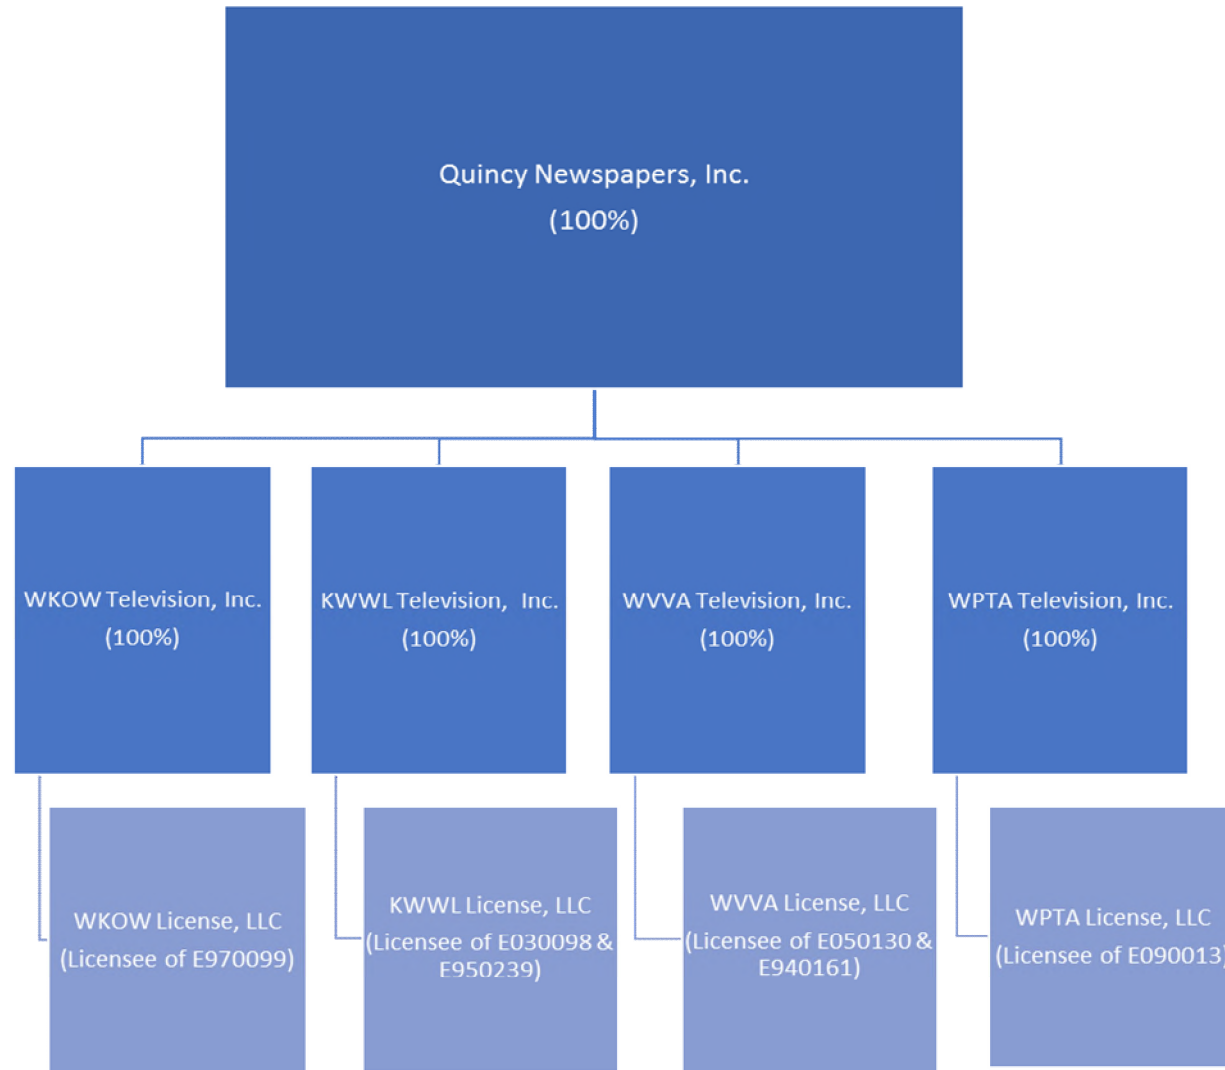 Quincy Newspapers, Inc.
(100%)
WKOW Television, Inc.
(100%)
KWWL Television, Inc.
(100%)
WVVA Television, Inc.
(100%)
WPTA Television, Inc.
(100%)
WKOW License, LLC
(Licensee of E970099)
KWWL License, LLC
(Licensee of E030098 &
E950239)
WVVA License, LLC
(Licensee of E050130 &
E940161)
WPTA License, LLC
(Licensee of E090013)